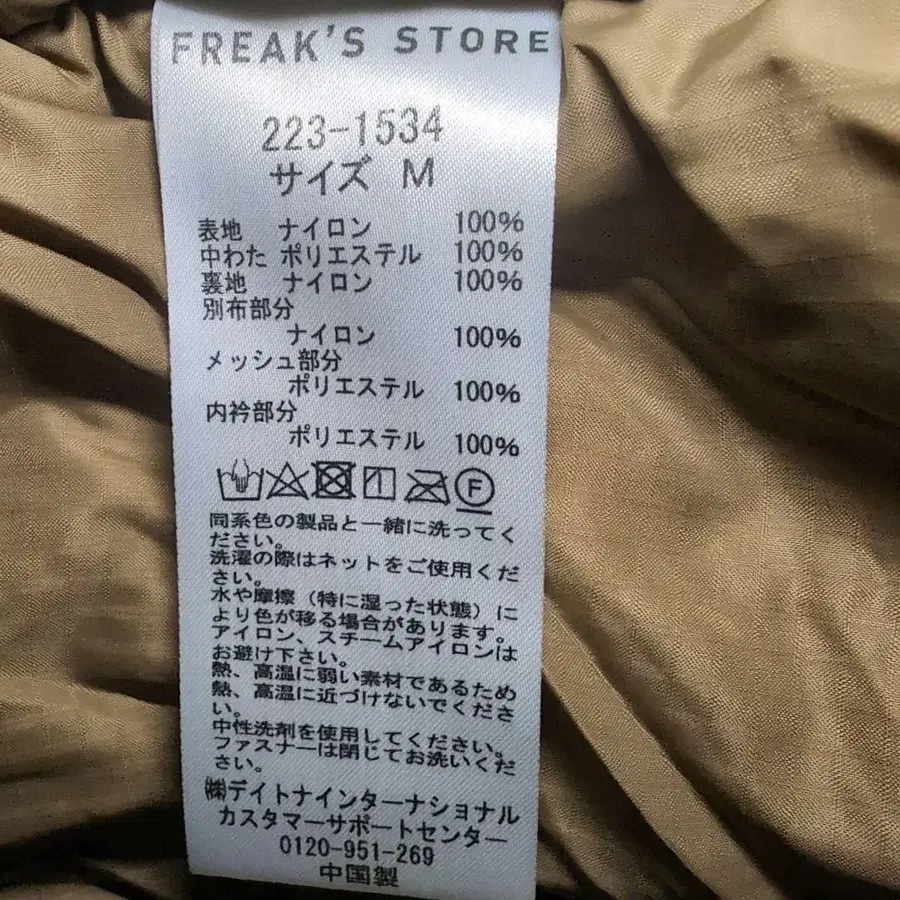 FREAK'S STORE
223-1534
サイズ M
表地 ナイロン 100%
中わた ポリエステル 100%
裏地 ナイロン 100%
別布部分
ナイロン 100%
メッシュ部分
ポリエステル 100%
内衿部分
ポリエステル 100%
F
同系色の製品と一緒に洗ってく
ださい。
洗濯の際はネットをご使用くだ
さい。
水や摩擦（特に湿った状態）に
より色が移る場合があります。
アイロン、スチームアイロンは
お避け下さい。
熱、高温に弱い素材であるため
熱、高温に近づけないでくださ
い。
中性洗剤を使用してください。
ファスナーは閉じてお洗いくだ
さい。
㈱デイトナインターナショナル
カスタマーサポートセンター
0120-951-269
中国製